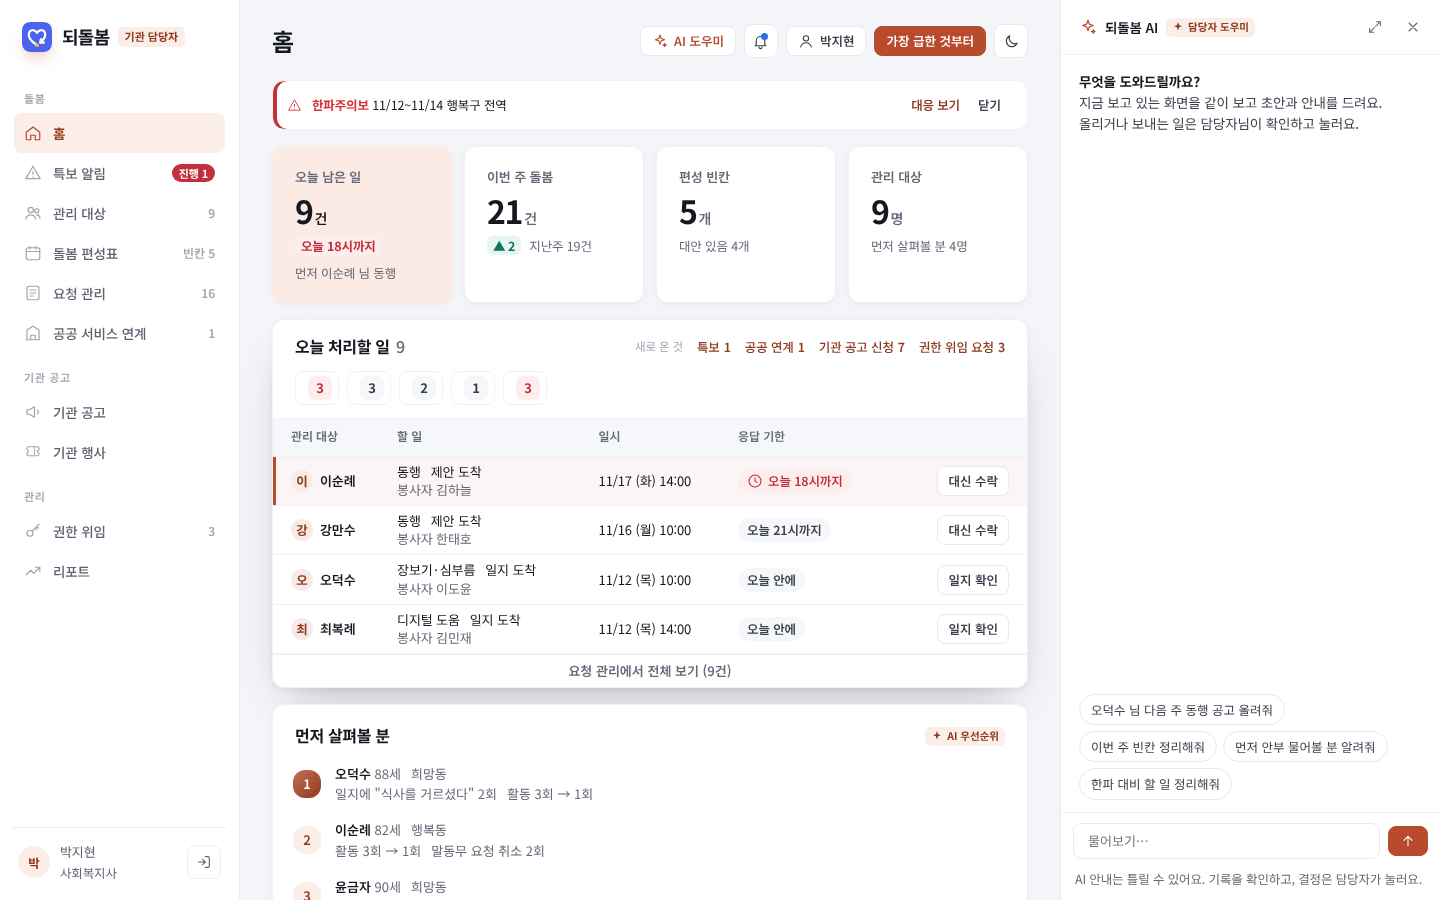 되돌봄 기관 담당자
돌봄
홈
특보 알림 진행 1
관리 대상 9
돌봄 편성표 빈칸 5
요청 관리 16
공공 서비스 연계 1
기관 공고
기관 공고
기관 행사
관리
권한 위임 3
리포트
박 박지현
사회복지사
홈
AI 도우미 박지현 가장 급한 것부터
한파주의보 11/12~11/14 행복구 전역 대응 보기 닫기
오늘 남은 일
9건
오늘 18시까지
먼저 이순례 님 동행
이번 주 돌봄
21건
▲2 지난주 19건
편성 빈칸
5개
대안 있음 4개
관리 대상
9명
먼저 살펴볼 분 4명
오늘 처리할 일 9 새로 온 것 특보 1 공공 연계 1 기관 공고 신청 7 권한 위임 요청 3
3 3 2 1 3
관리 대상 할 일 일시 응답 기한
이 이순례 동행 제안 도착 11/17 (화) 14:00 오늘 18시까지 대신 수락
봉사자 김하늘
강 강만수 동행 제안 도착 11/16 (월) 10:00 오늘 21시까지 대신 수락
봉사자 한태호
오 오덕수 장보기·심부름 일지 도착 11/12 (목) 10:00 오늘 안에 일지 확인
봉사자 이도윤
최 최복례 디지털 도움 일지 도착 11/12 (목) 14:00 오늘 안에 일지 확인
봉사자 김민재
요청 관리에서 전체 보기 (9건)
먼저 살펴볼 분 AI 우선순위
1 오덕수 88세 희망동
일지에 "식사를 거르셨다" 2회 활동 3회 → 1회
2 이순례 82세 행복동
활동 3회 → 1회 말동무 요청 취소 2회
3 윤금자 90세 희망동
되돌봄 AI 담당자 도우미
무엇을 도와드릴까요?
지금 보고 있는 화면을 같이 보고 초안과 안내를 드려요.
올리거나 보내는 일은 담당자님이 확인하고 눌러요.
오덕수 님 다음 주 동행 공고 올려줘
이번 주 빈칸 정리해줘 먼저 안부 물어볼 분 알려줘
한파 대비 할 일 정리해줘
물어보기…
AI 안내는 틀릴 수 있어요. 기록을 확인하고, 결정은 담당자가 눌러요.